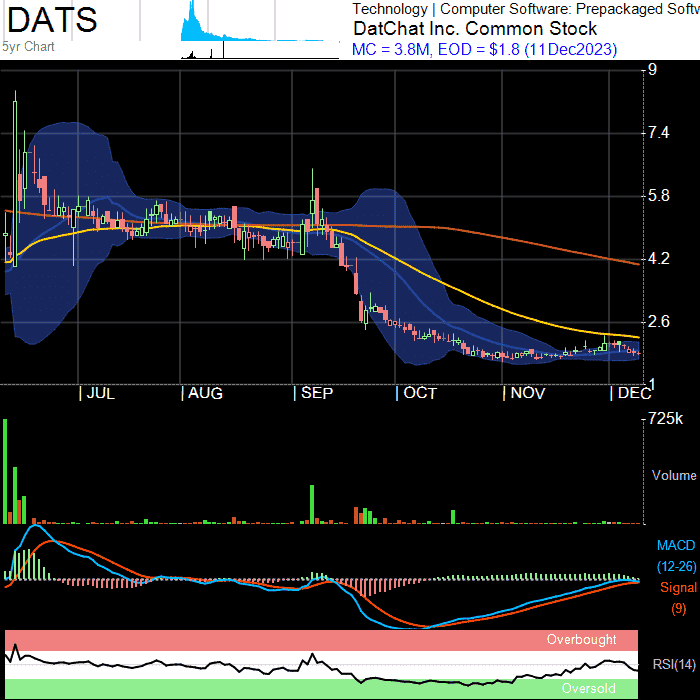 DATS
5yr Chart
Technology | Computer Software: Prepackaged Softw
DatChat Inc. Common Stock
MC = 3.8M, EOD = $1.8 (11Dec2023)
9
7.4
5.8
4.2
2.6
1
JUL AUG SEP OCT NOV DEC
725k
Volume
MACD
(12-26)
Signal
(9)
Overbought
RSI(14)
Oversold